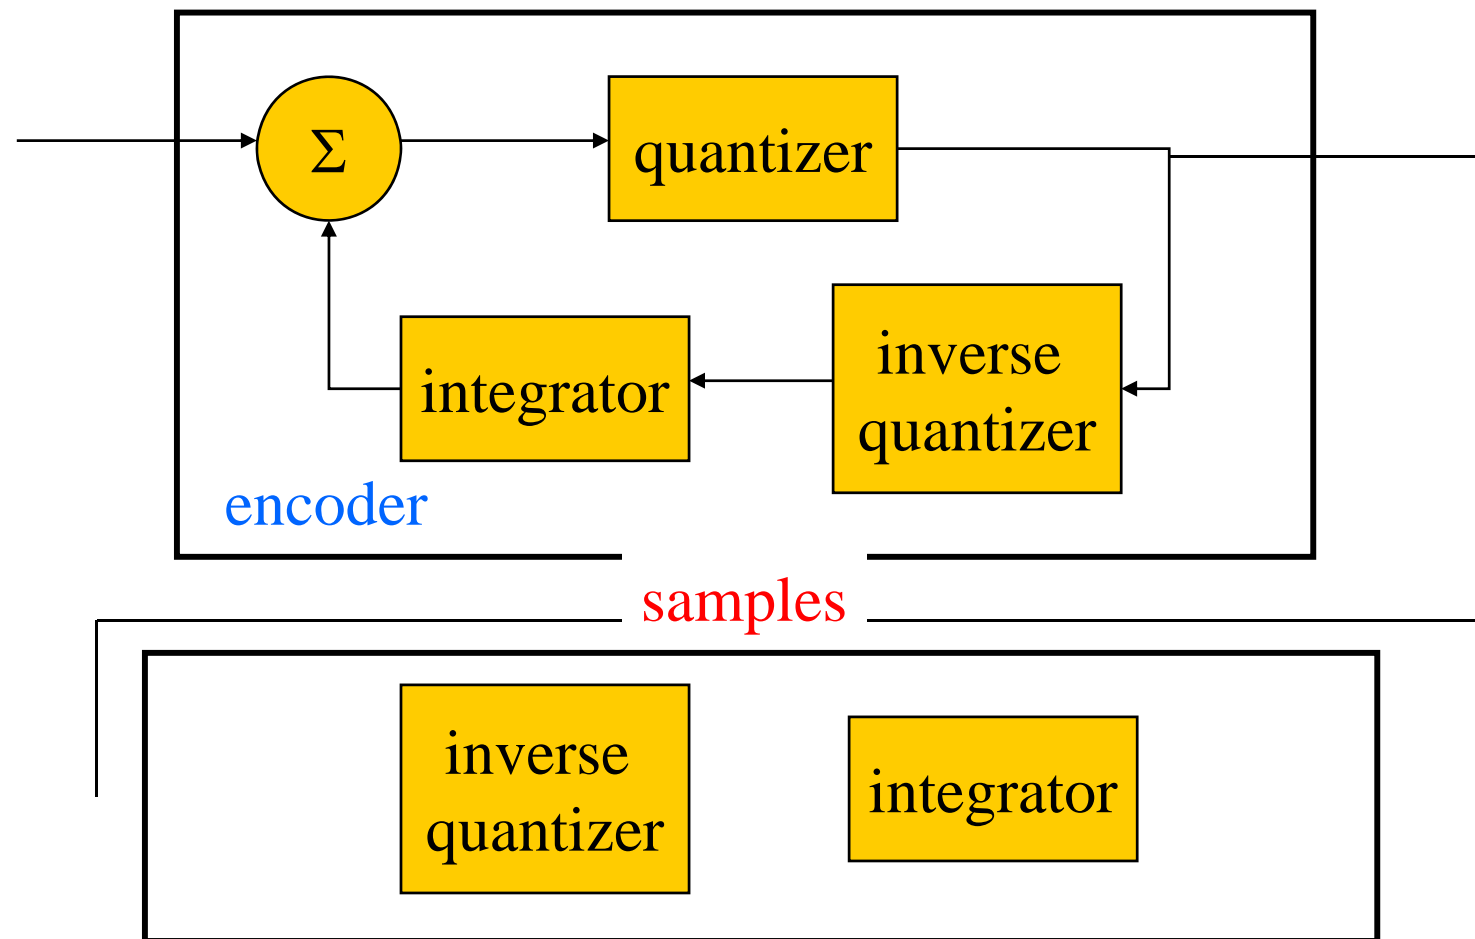 Σ
quantizer
integrator
inverse
quantizer
encoder
samples
inverse
quantizer
integrator